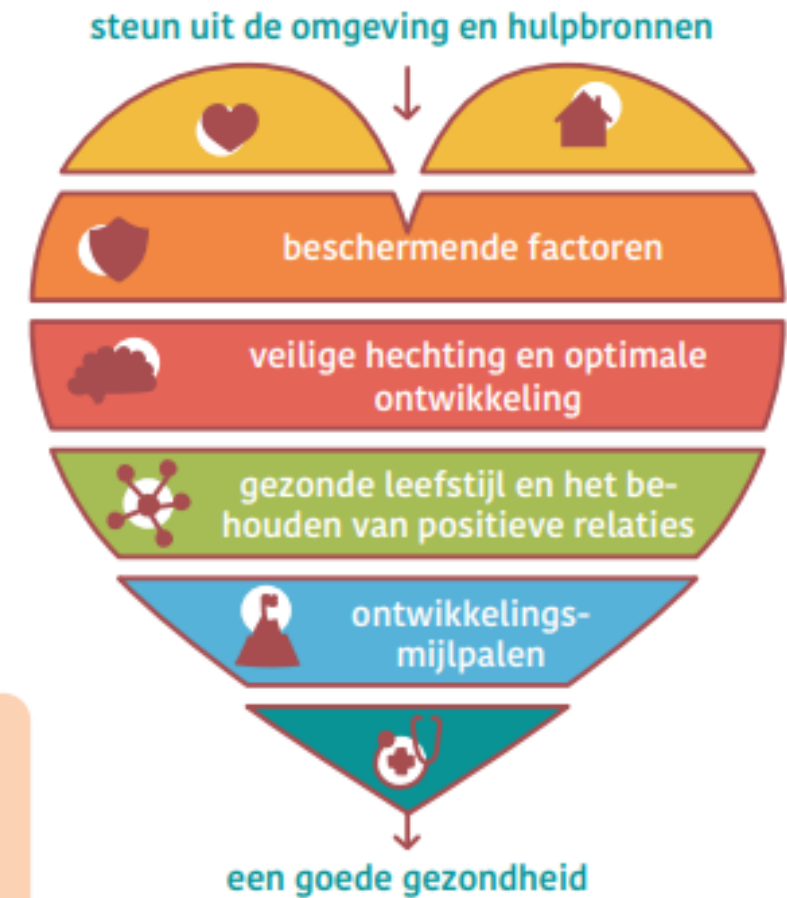 steun uit de omgeving en hulpbronnen
beschermende factoren
veilige hechting en optimale
ontwikkeling
gezonde leefstijl en het be-
houden van positieve relaties
ontwikkelings-
mijlpalen
een goede gezondheid